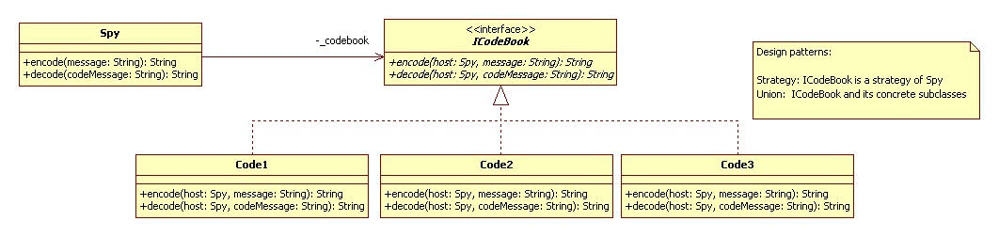 Spy
+encode(message: String): String
+decode(codeMessage: String): String
-_codebook
<<interface>>
ICodeBook
+encode(host: Spy, message: String): String
+decode(host: Spy, codeMessage: String): String
Design patterns:
Strategy: ICodeBook is a strategy of Spy
Union: ICodeBook and its concrete subclasses
Code1
+encode(host: Spy, message: String): String
+decode(host: Spy, codeMessage: String): String
Code2
+encode(host: Spy, message: String): String
+decode(host: Spy, codeMessage: String): String
Code3
+encode(host: Spy, message: String): String
+decode(host: Spy, codeMessage: String): String